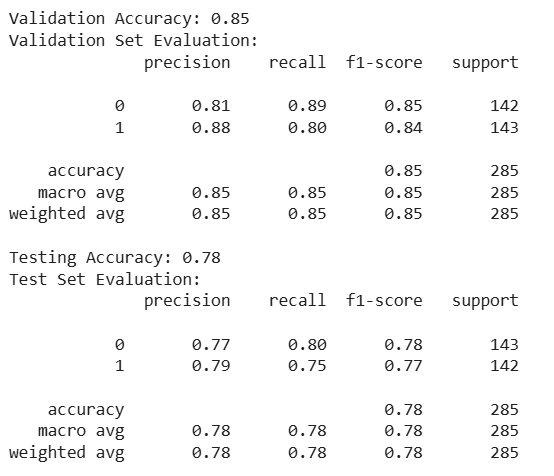 Validation Accuracy: 0.85
Validation Set Evaluation:
              precision    recall  f1-score   support

           0       0.81      0.89      0.85       142
           1       0.88      0.80      0.84       143

    accuracy                           0.85       285
   macro avg       0.85      0.85      0.85       285
weighted avg       0.85      0.85      0.85       285

Testing Accuracy: 0.78
Test Set Evaluation:
              precision    recall  f1-score   support

           0       0.77      0.80      0.78       143
           1       0.79      0.75      0.77       142

    accuracy                           0.78       285
   macro avg       0.78      0.78      0.78       285
weighted avg       0.78      0.78      0.78       285